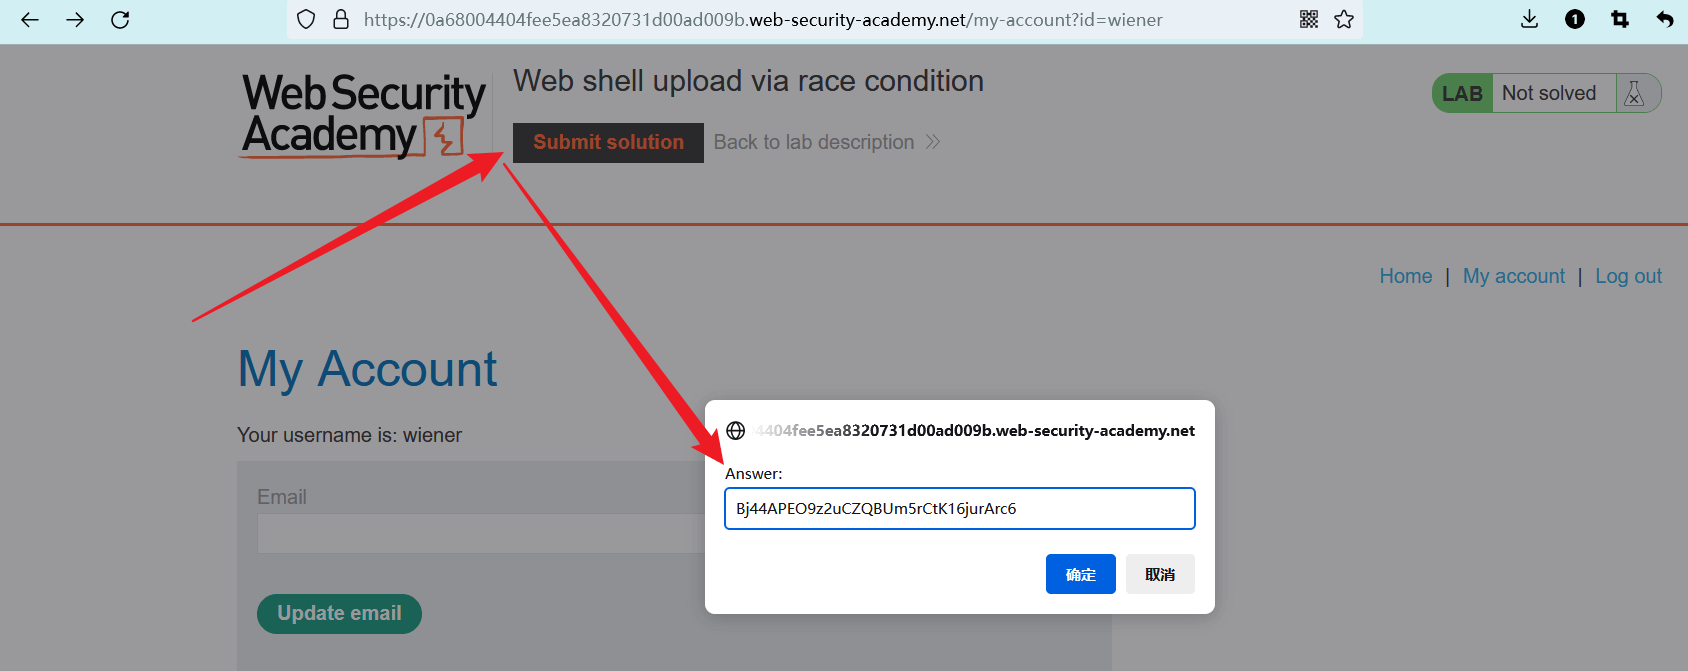 https://0a68004404fee5ea8320731d00ad009b.web-security-academy.net/my-account?id=wiener
1
Web Security
Academy
Web shell upload via race condition
LAB Not solved
Submit solution Back to lab description
Home | My account | Log out
My Account
Your username is: wiener
Email
Update email
4404fee5ea8320731d00ad009b.web-security-academy.net
Answer:
Bj44APEO9z2uCZQBUm5rCtK16jurArc6
确定 取消